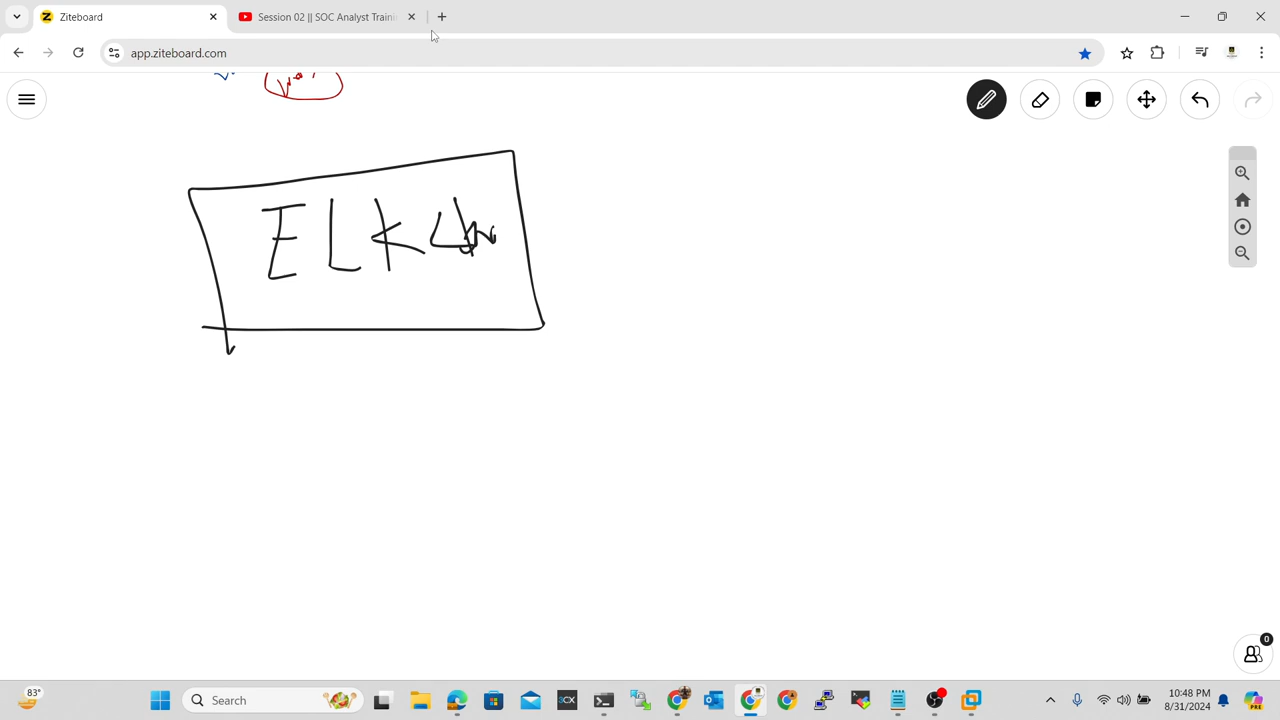 Ziteboard
Session 02 || SOC Analyst Traini
app.ziteboard.com
ELK
0
83°
Search
PRE
10:48 PM
8/31/2024